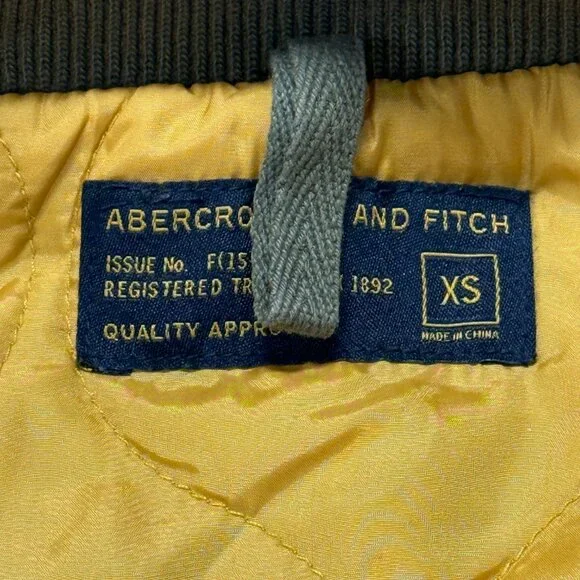 ABERCRO AND FITCH
ISSUE No. F(15
REGISTERED TR 1892
XS
QUALITY APPRO
MADE IN CHINA